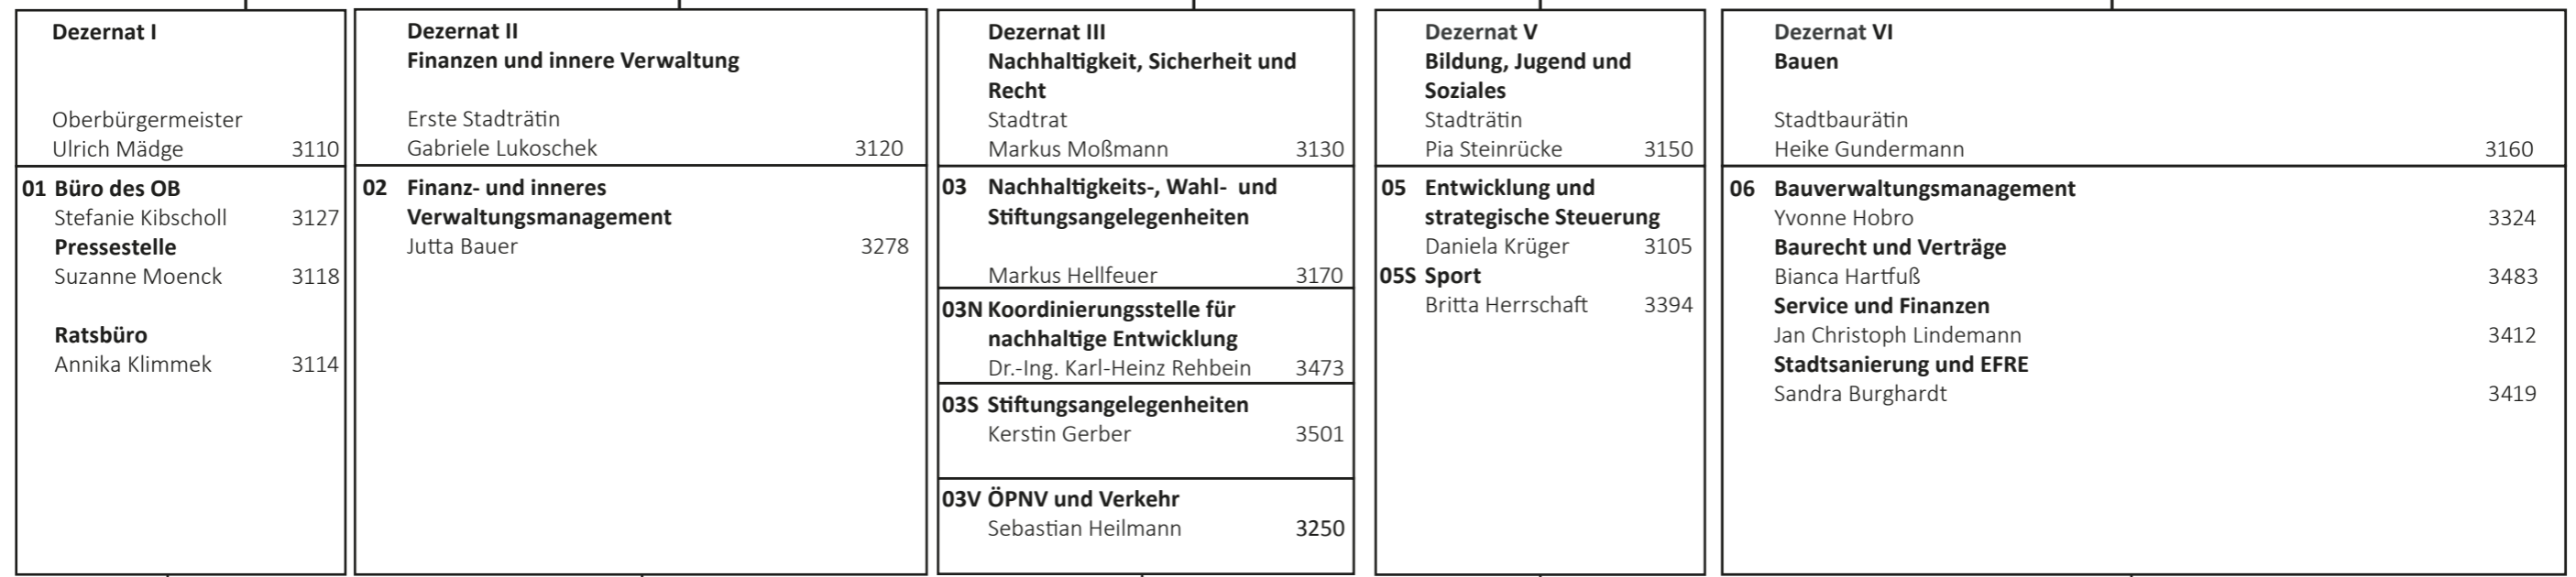 Dezernat I
Oberbürgermeister
Ulrich Mädge 3110
01 Büro des OB
Stefanie Kibscholl 3127
Pressestelle
Suzanne Moenck 3118
Ratsbüro
Annika Klimmek 3114
Dezernat II
Finanzen und innere Verwaltung
Erste Stadträtin
Gabriele Lukoschek 3120
02 Finanz- und inneres
Verwaltungsmanagement
Jutta Bauer 3278
Dezernat III
Nachhaltigkeit, Sicherheit und
Recht
Stadtrat
Markus Moßmann 3130
03 Nachhaltigkeits-, Wahl- und
Stiftungsangelegenheiten
Markus Hellfeuer 3170
03N Koordinierungsstelle für
nachhaltige Entwicklung
Dr.-Ing. Karl-Heinz Rehbein 3473
03S Stiftungsangelegenheiten
Kerstin Gerber 3501
03V ÖPNV und Verkehr
Sebastian Heilmann 3250
Dezernat V
Bildung, Jugend und
Soziales
Stadträtin
Pia Steinrücke 3150
05 Entwicklung und
strategische Steuerung
Daniela Krüger 3105
05S Sport
Britta Herrschaft 3394
Dezernat VI
Bauen
Stadtbaurätin
Heike Gundermann 3160
06 Bauverwaltungsmanagement
Yvonne Hobro 3324
Baurecht und Verträge
Bianca Hartfuß 3483
Service und Finanzen
Jan Christoph Lindemann 3412
Stadtsanierung und EFRE
Sandra Burghardt 3419